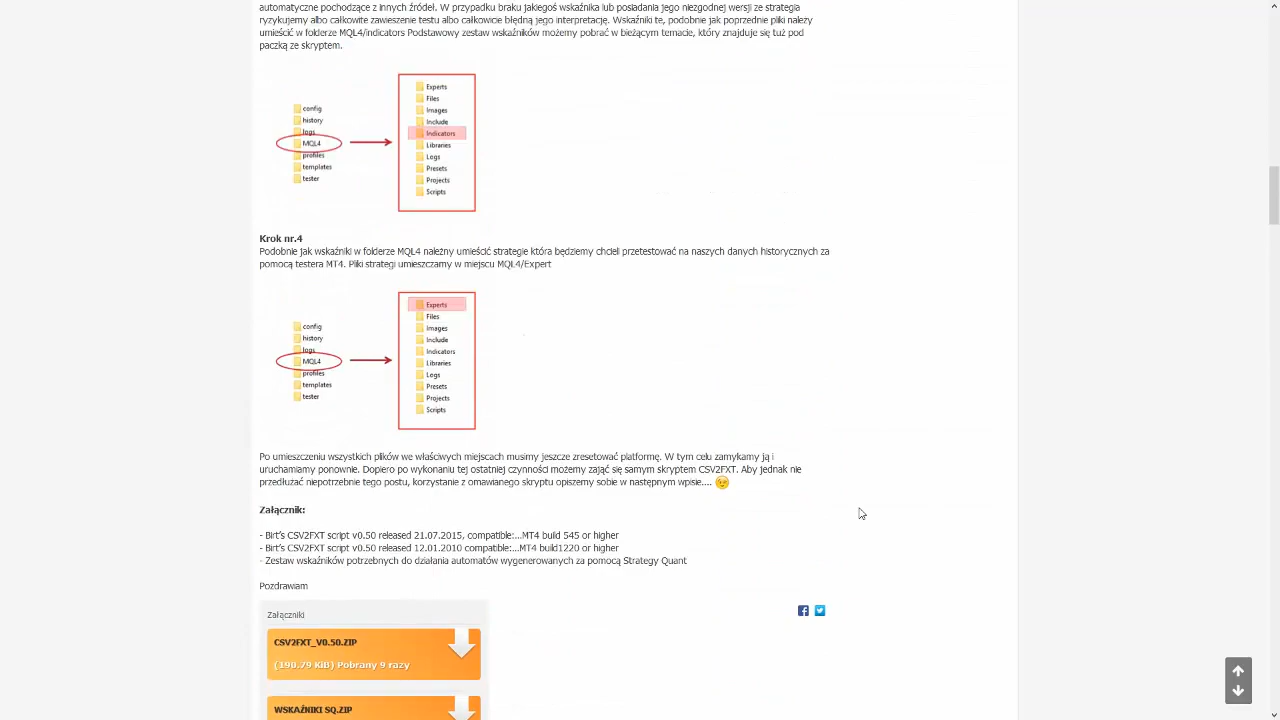 automatyczne pochodzące z innych źródeł. W przypadku braku jakiegoś wskaźnika lub posiadania jego niezgodnej wersji ze strategia
ryzykujemy albo całkowite zawieszenie testu albo całkowicie błędną jego interpretację. Wskaźniki te, podobnie jak poprzednie pliki należy
umieścić w folderze MQL4/indicators Podstawowy zestaw wskaźników możemy pobrać w bieżącym temacie, który znajduje się tuż pod
paczką ze skryptem.
config
history
logs
MQL4
profiles
templates
tester
Experts
Files
Images
Include
Indicators
Libraries
Logs
Presets
Projects
Scripts
Krok nr.4
Podobnie jak wskaźniki w folderze MQL4 należny umieścić strategie która będziemy chcieli przetestować na naszych danych historycznych za
pomocą testera MT4. Pliki strategi umieszczamy w miejscu MQL4/Expert
config
history
logs
MQL4
profiles
templates
tester
Experts
Files
Images
Include
Indicators
Libraries
Logs
Presets
Projects
Scripts
Po umieszczeniu wszystkich plików we właściwych miejscach musimy jeszcze zresetować platformę. W tym celu zamykamy ją i
uruchamiamy ponownie. Dopiero po wykonaniu tej ostatniej czynności możemy zająć się samym skryptem CSV2FXT. Aby jednak nie
przedłużać niepotrzebnie tego postu, korzystanie z omawianego skryptu opiszemy sobie w następnym wpisie....
Załącznik:
- Birt's CSV2FXT script v0.50 released 21.07.2015, compatible:...MT4 build 545 or higher
- Birt's CSV2FXT script v0.50 released 12.01.2010 compatible:...MT4 build1220 or higher
- Zestaw wskaźników potrzebnych do działania automatów wygenerowanych za pomocą Strategy Quant
Pozdrawiam
Załączniki
CSV2FXT_V0.50.ZIP
(190.79 KiB) Pobrany 9 razy
WSKAŹNIKI SQ.ZIP